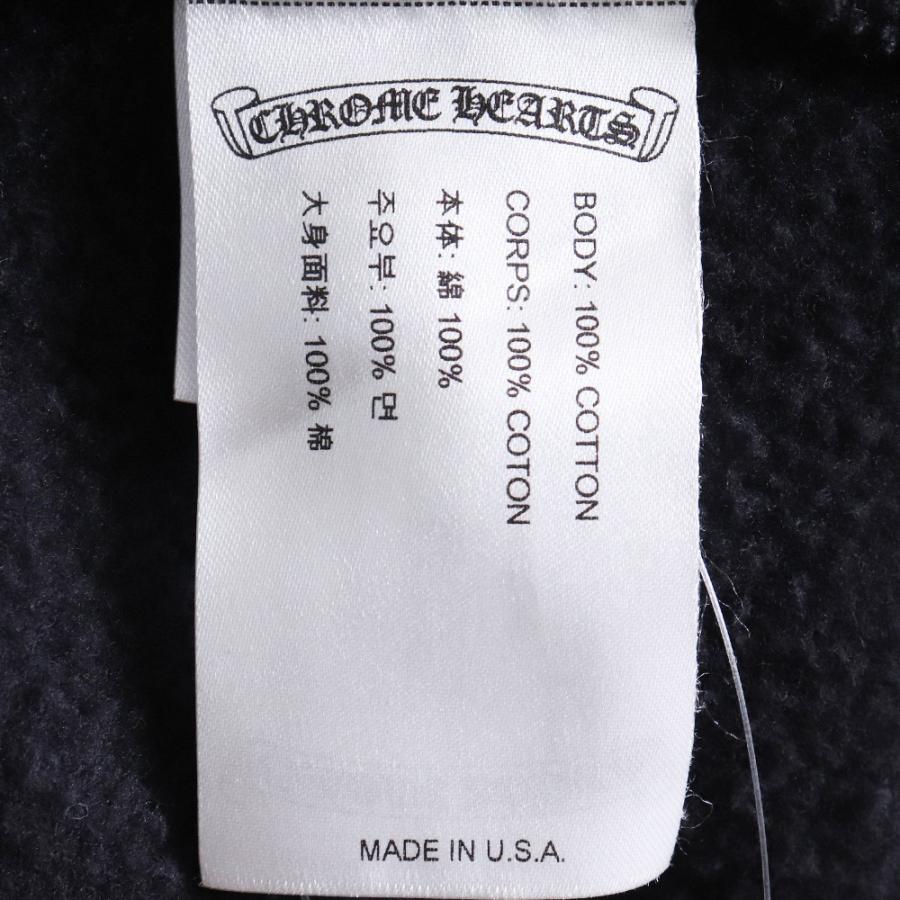 CHROME HEARTS
BODY: 100% COTTON
CORPS: 100% COTON
本体: 綿 100%
주요부: 100% 면
大身面料: 100% 棉
MADE IN U.S.A.